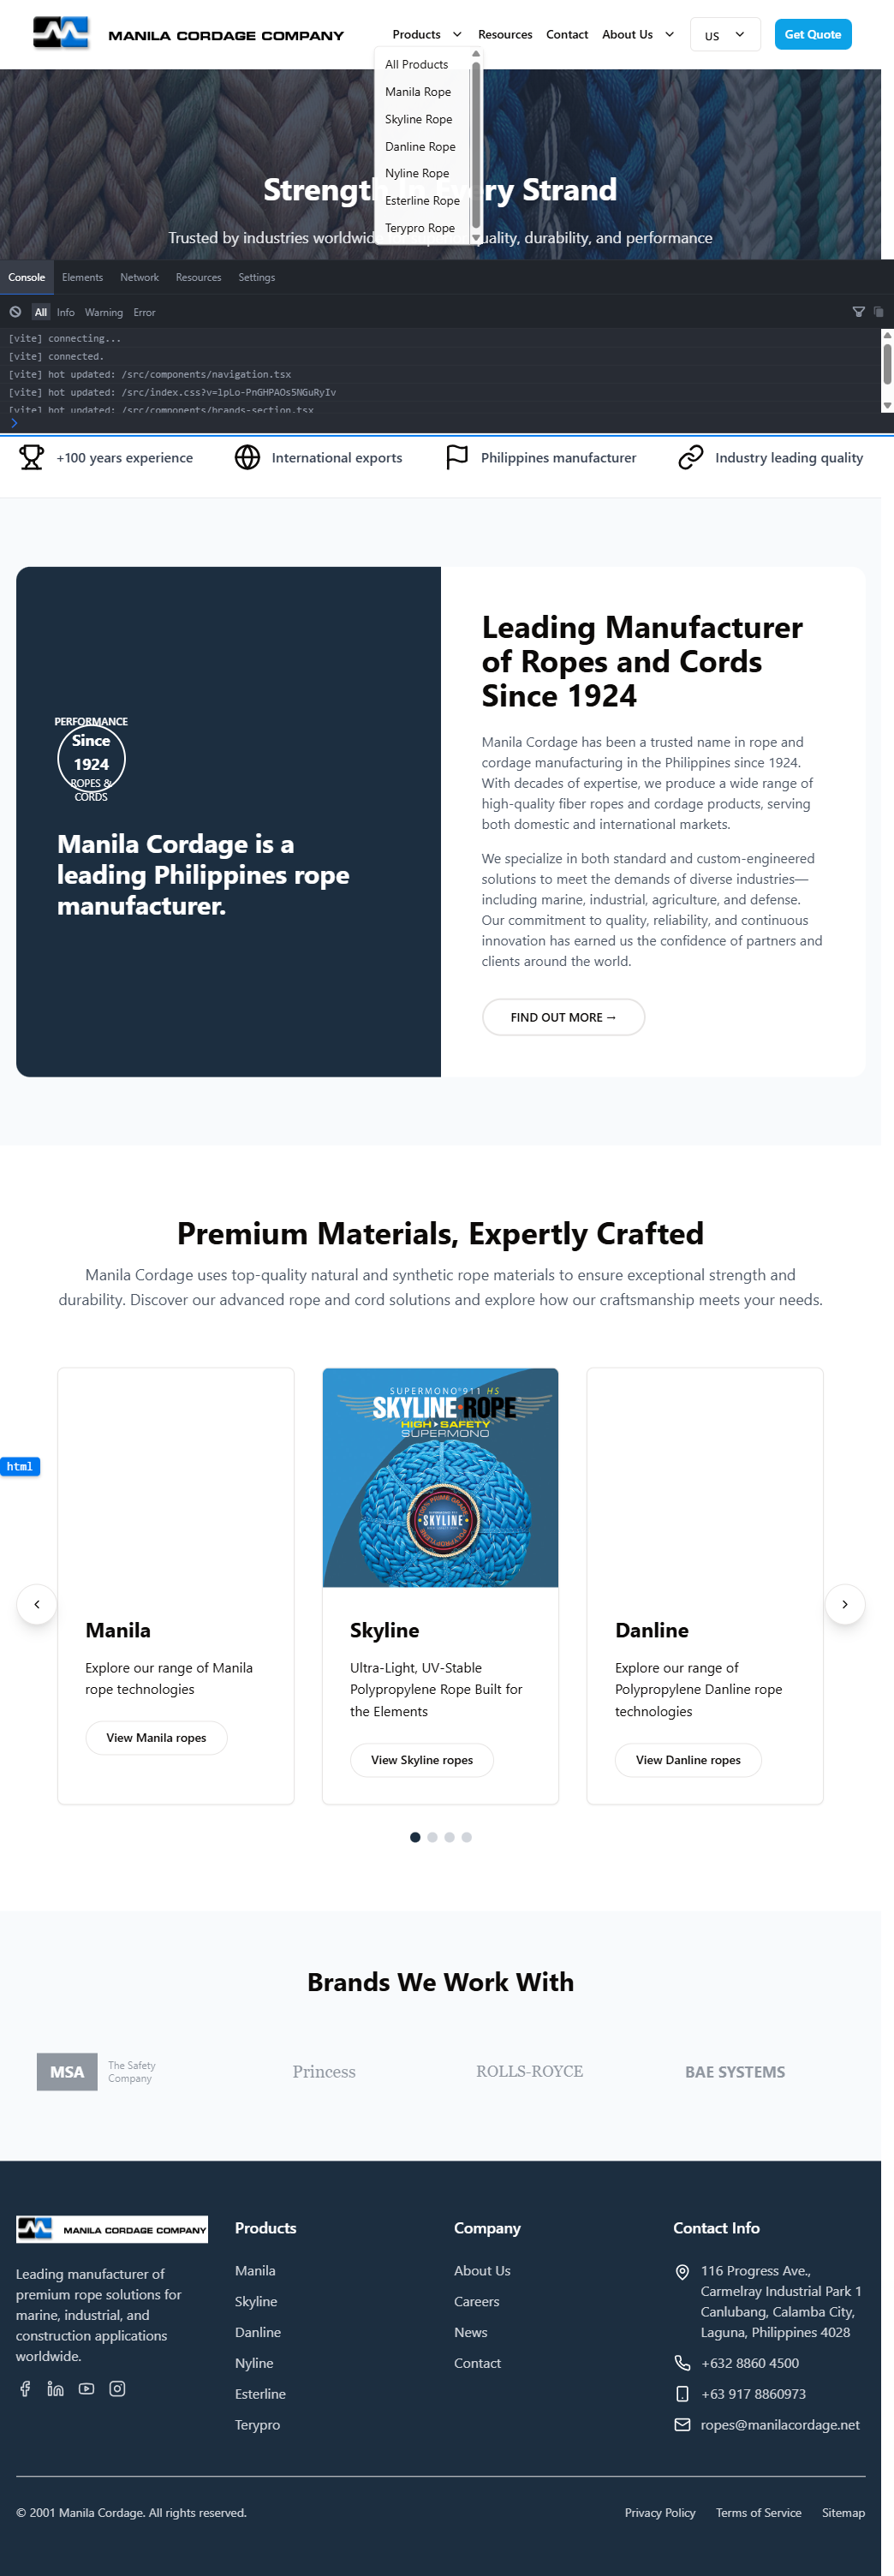 MANILA CORDAGE COMPANY
Products
Resources
Contact
About Us
US
Get Quote
All Products
Manila Rope
Skyline Rope
Danline Rope
Nyline Rope
Esterline Rope
Terypro Rope
Strength in Every Strand
Trusted by industries worldwide quality, durability, and performance
Console Elements Network Resources Settings
All Info Warning Error
[vite] connecting...
[vite] connected.
[vite] hot updated: /src/components/navigation.tsx
[vite] hot updated: /src/index.css?v=lpLo-PnGHPAOs5NGuRyIv
[vite] hot updated: /src/components/brands-section.tsx
+100 years experience
International exports
Philippines manufacturer
Industry leading quality
PERFORMANCE
Since
1924
ROPES &
CORDS
Manila Cordage is a
leading Philippines rope
manufacturer.
Leading Manufacturer
of Ropes and Cords
Since 1924
Manila Cordage has been a trusted name in rope and
cordage manufacturing in the Philippines since 1924.
With decades of expertise, we produce a wide range of
high-quality fiber ropes and cordage products, serving
both domestic and international markets.
We specialize in both standard and custom-engineered
solutions to meet the demands of diverse industries—
including marine, industrial, agriculture, and defense.
Our commitment to quality, reliability, and continuous
innovation has earned us the confidence of partners and
clients around the world.
FIND OUT MORE →
Premium Materials, Expertly Crafted
Manila Cordage uses top-quality natural and synthetic rope materials to ensure exceptional strength and
durability. Discover our advanced rope and cord solutions and explore how our craftsmanship meets your needs.
html
SUPERMONO®911 HS
SKYLINE ROPE
HIGH SAFETY
SUPERMONO
SKYLINE
Manila
Explore our range of Manila
rope technologies
View Manila ropes
Skyline
Ultra-Light, UV-Stable
Polypropylene Rope Built for
the Elements
View Skyline ropes
Danline
Explore our range of
Polypropylene Danline rope
technologies
View Danline ropes
Brands We Work With
MSA
The Safety
Company
Princess
ROLLS-ROYCE
BAE SYSTEMS
MANILA CORDAGE COMPANY
Leading manufacturer of
premium rope solutions for
marine, industrial, and
construction applications
worldwide.
Products
Manila
Skyline
Danline
Nyline
Esterline
Terypro
Company
About Us
Careers
News
Contact
Contact Info
116 Progress Ave.,
Carmelray Industrial Park 1
Canlubang, Calamba City,
Laguna, Philippines 4028
+632 8860 4500
+63 917 8860973
ropes@manilacordage.net
© 2001 Manila Cordage. All rights reserved.
Privacy Policy
Terms of Service
Sitemap